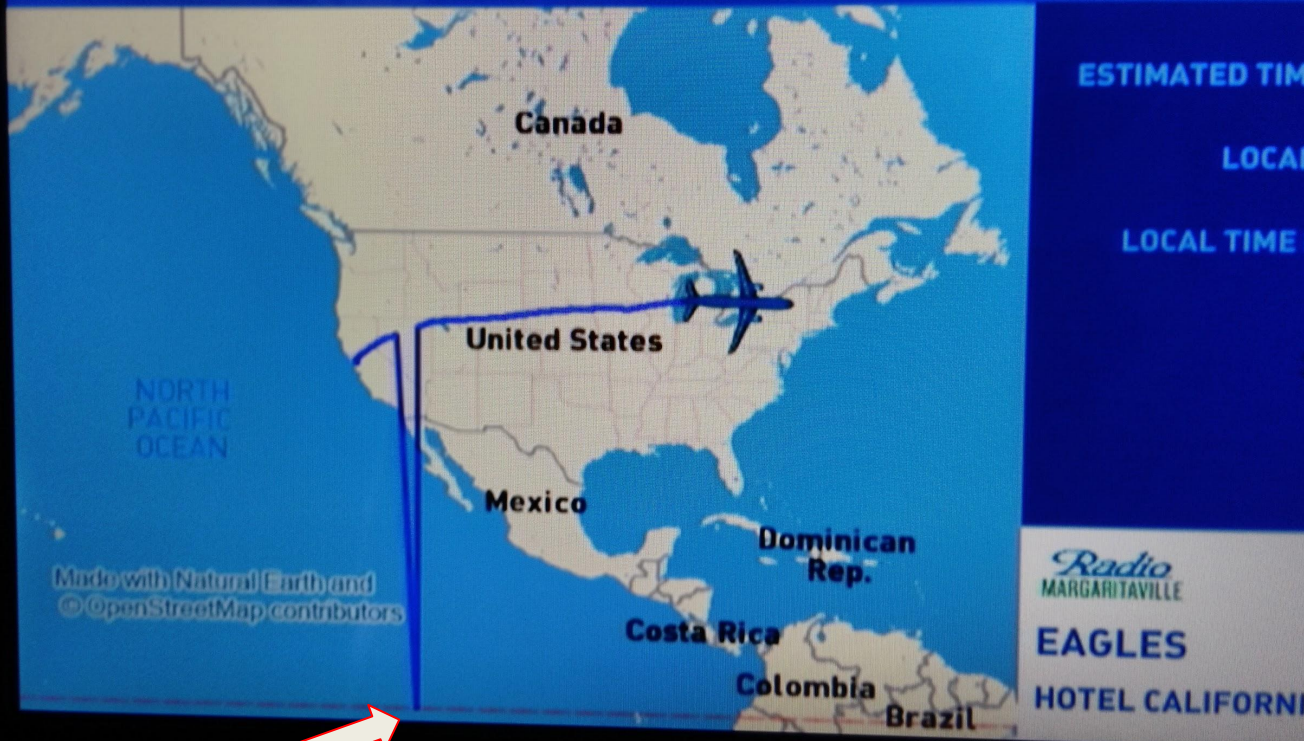 ESTIMATED TIM
Canada
LOCAL
LOCAL TIME
United States
NORTH
PACIFIC
OCEAN
Mexico
Dominican
Rep.
Made with Natural Earth and
© OpenStreetMap contributors
Costa Rica
Colombia
Brazil
Radio
MARGARITAVILLE
EAGLES
HOTEL CALIFORNI